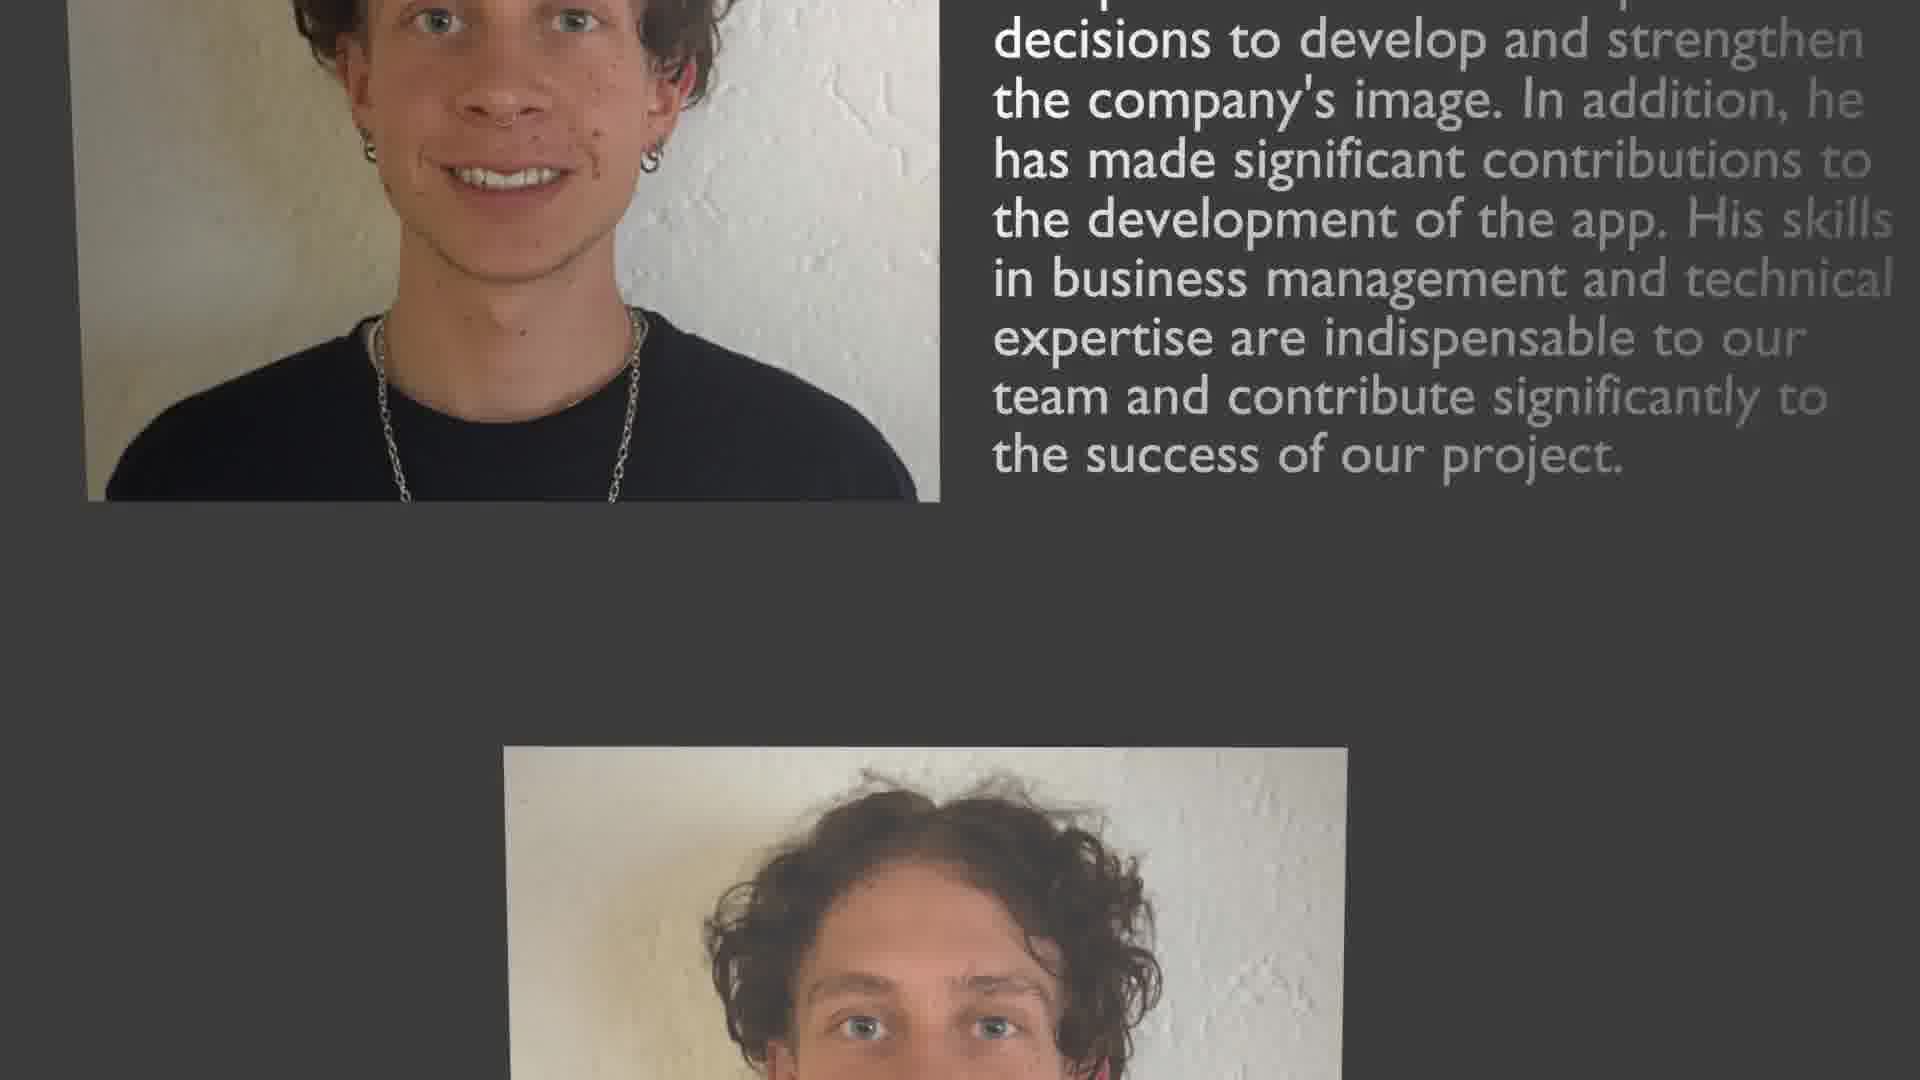 decisions to develop and strengthen
the company's image. In addition, he
has made significant contributions to
the development of the app. His skills
in business management and technical
expertise are indispensable to our
team and contribute significantly to
the success of our project.